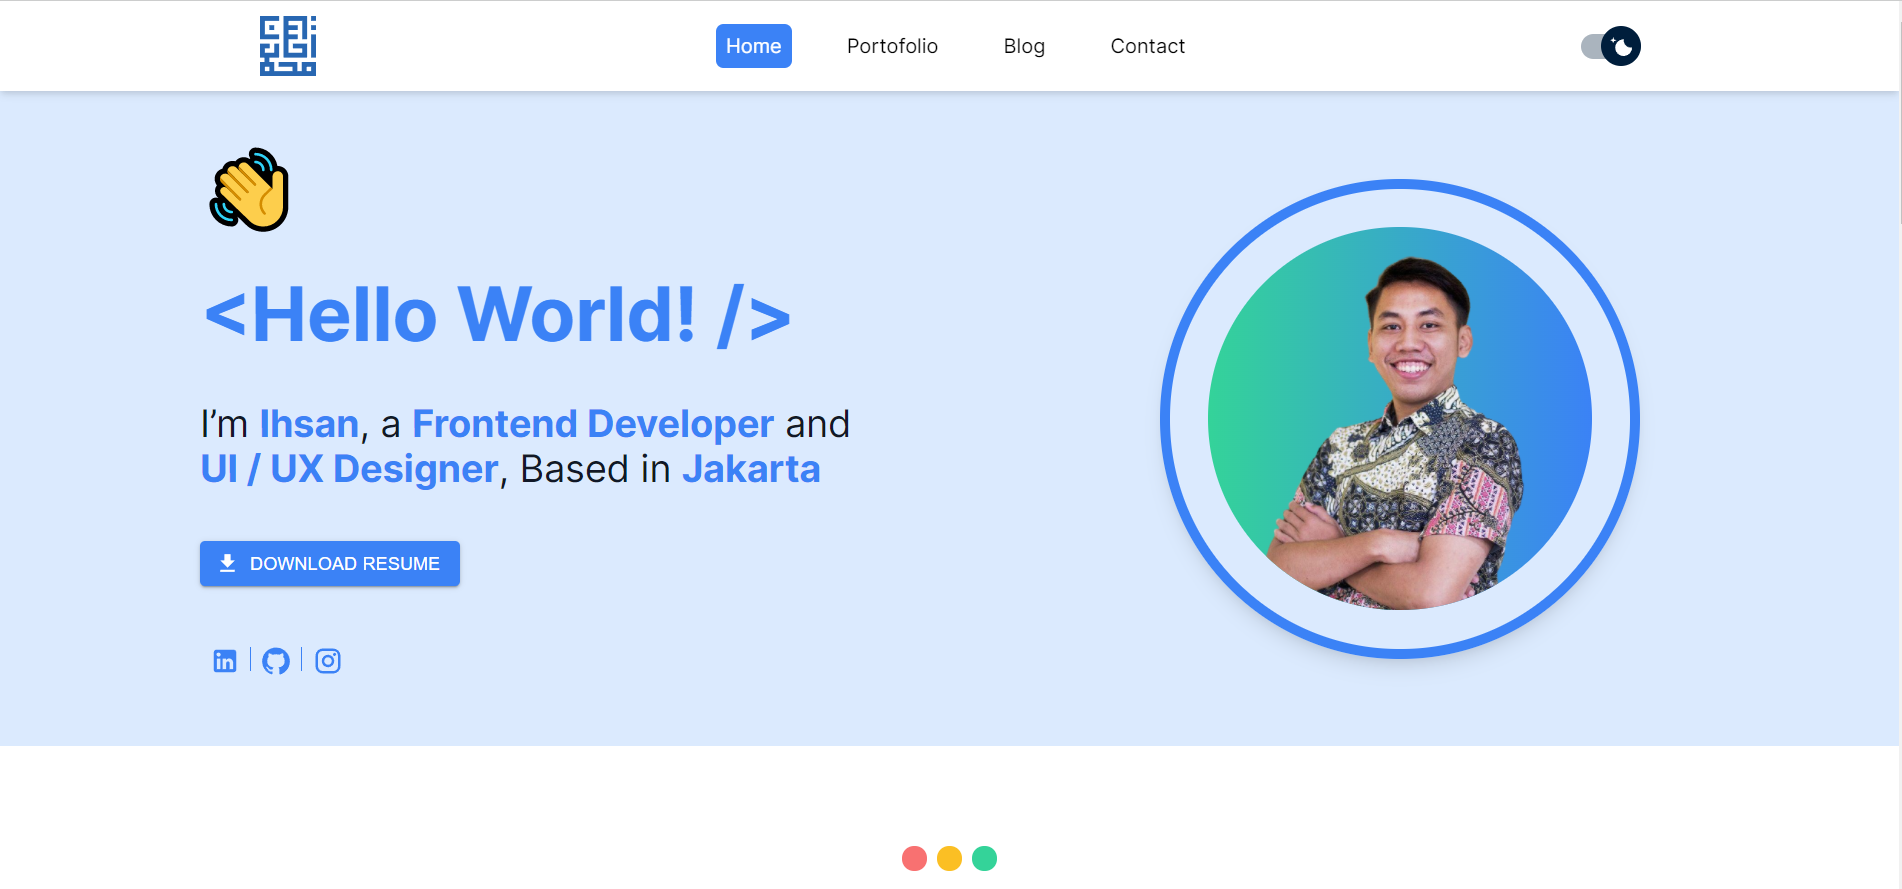 Home
Portofolio
Blog
Contact
<Hello World! />
I’m Ihsan, a Frontend Developer and
UI / UX Designer, Based in Jakarta
DOWNLOAD RESUME